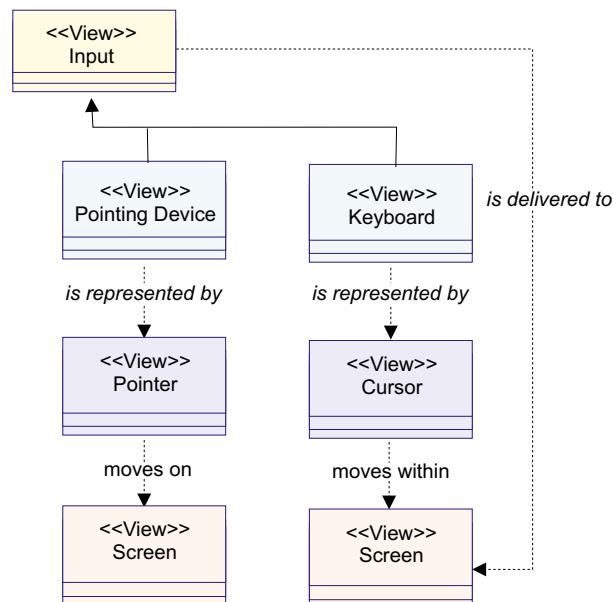 <<View>>
Input
<<View>>
Pointing Device
<<View>>
Keyboard
is delivered to
is represented by
is represented by
<<View>>
Pointer
<<View>>
Cursor
moves on
moves within
<<View>>
Screen
<<View>>
Screen